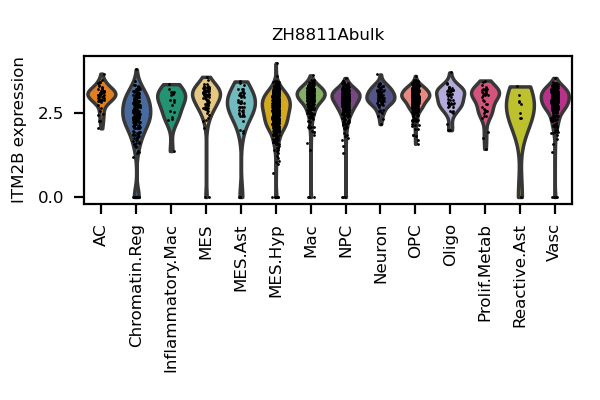 ZH8811Abulk
ITM2B expression
2.5
0.0
AC
Chromatin.Reg
Inflammatory.Mac
MES
MES.Ast
MES.Hyp
Mac
NPC
Neuron
OPC
Oligo
Prolif.Metab
Reactive.Ast
Vasc